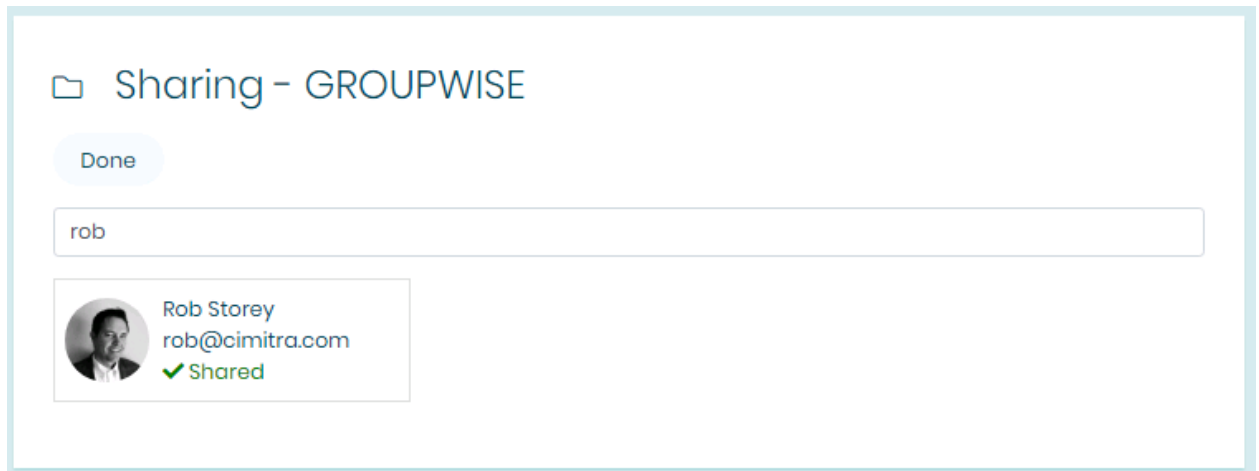 Sharing - GROUPWISE
Done
rob
Rob Storey
rob@cimitra.com
Shared